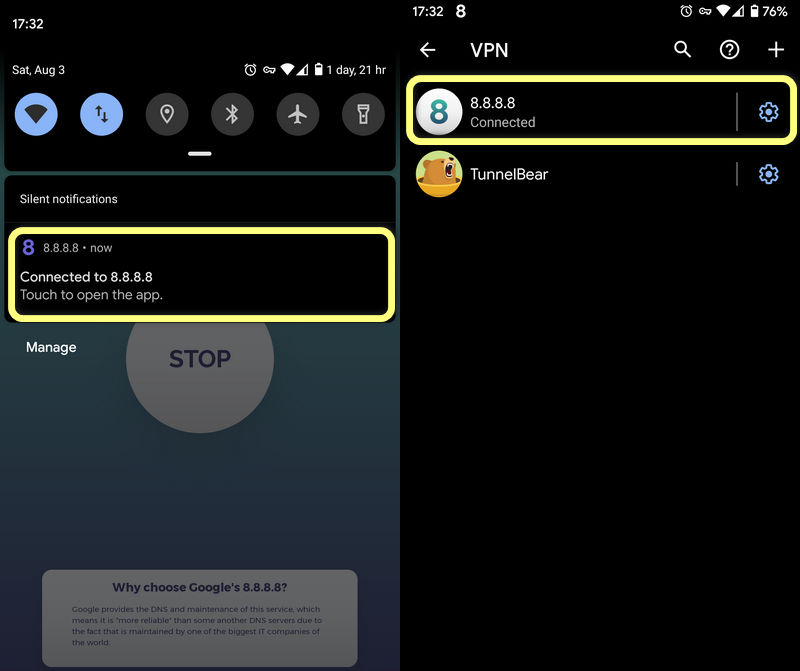 17:32
Sat, Aug 3
1 day, 21 hr
Silent notifications
8 8.8.8.8 • now
Connected to 8.8.8.8
Touch to open the app.
Manage
STOP
Why choose Google's 8.8.8.8?
Google provides the DNS and maintenance of this service, which
means it is "more reliable" than some another DNS servers due to
the fact that is maintained by one of the biggest IT companies of
the world.
17:32 8
76%
VPN
8
8.8.8.8
Connected
TunnelBear